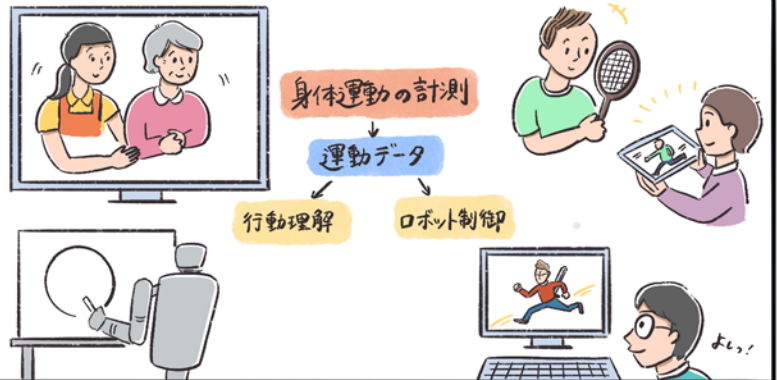 身体運動の計測
運動データ
行動理解
ロボット制御
よしっ!